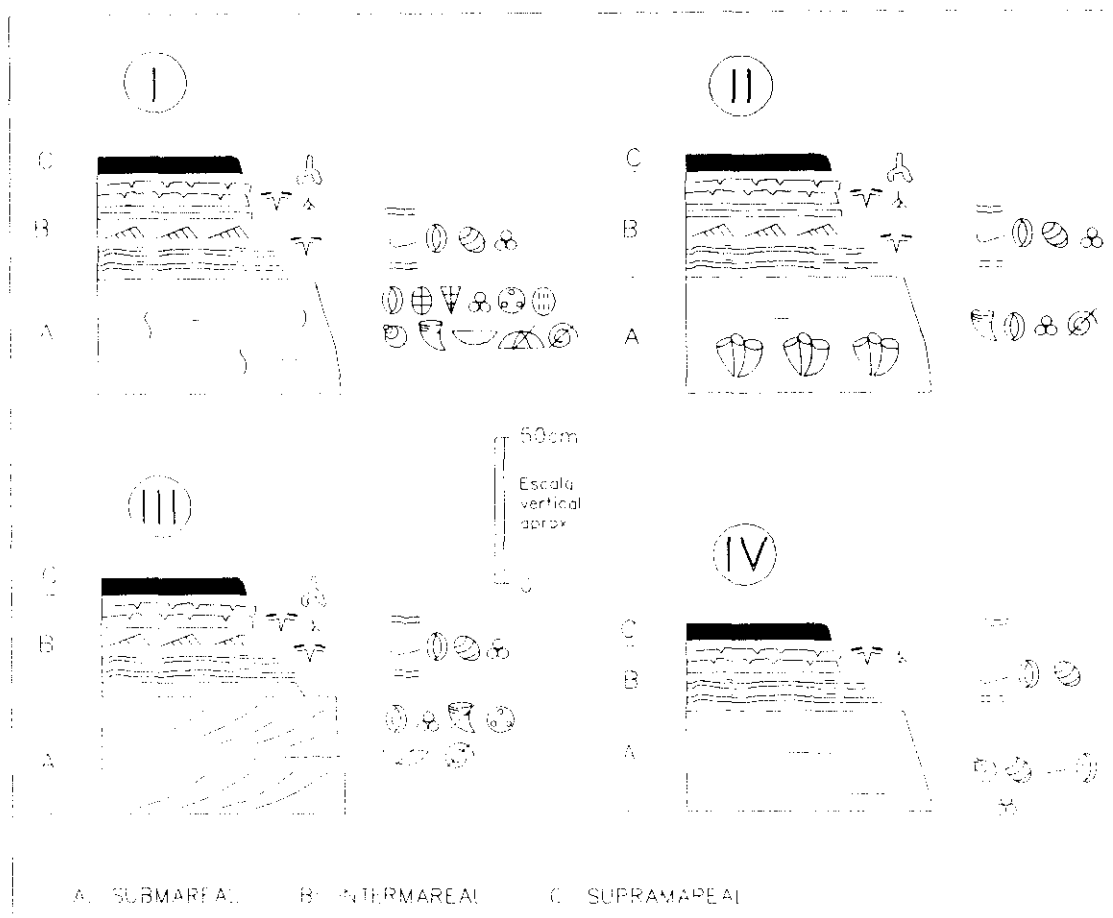 I
II
C
C
B
B
A
A
50cm
Escala
vertical
aprox
0
III
IV
C
C
B
B
A
A
A. SUBMAREAL B. INTERMAREAL C. SUPRAMAREAL